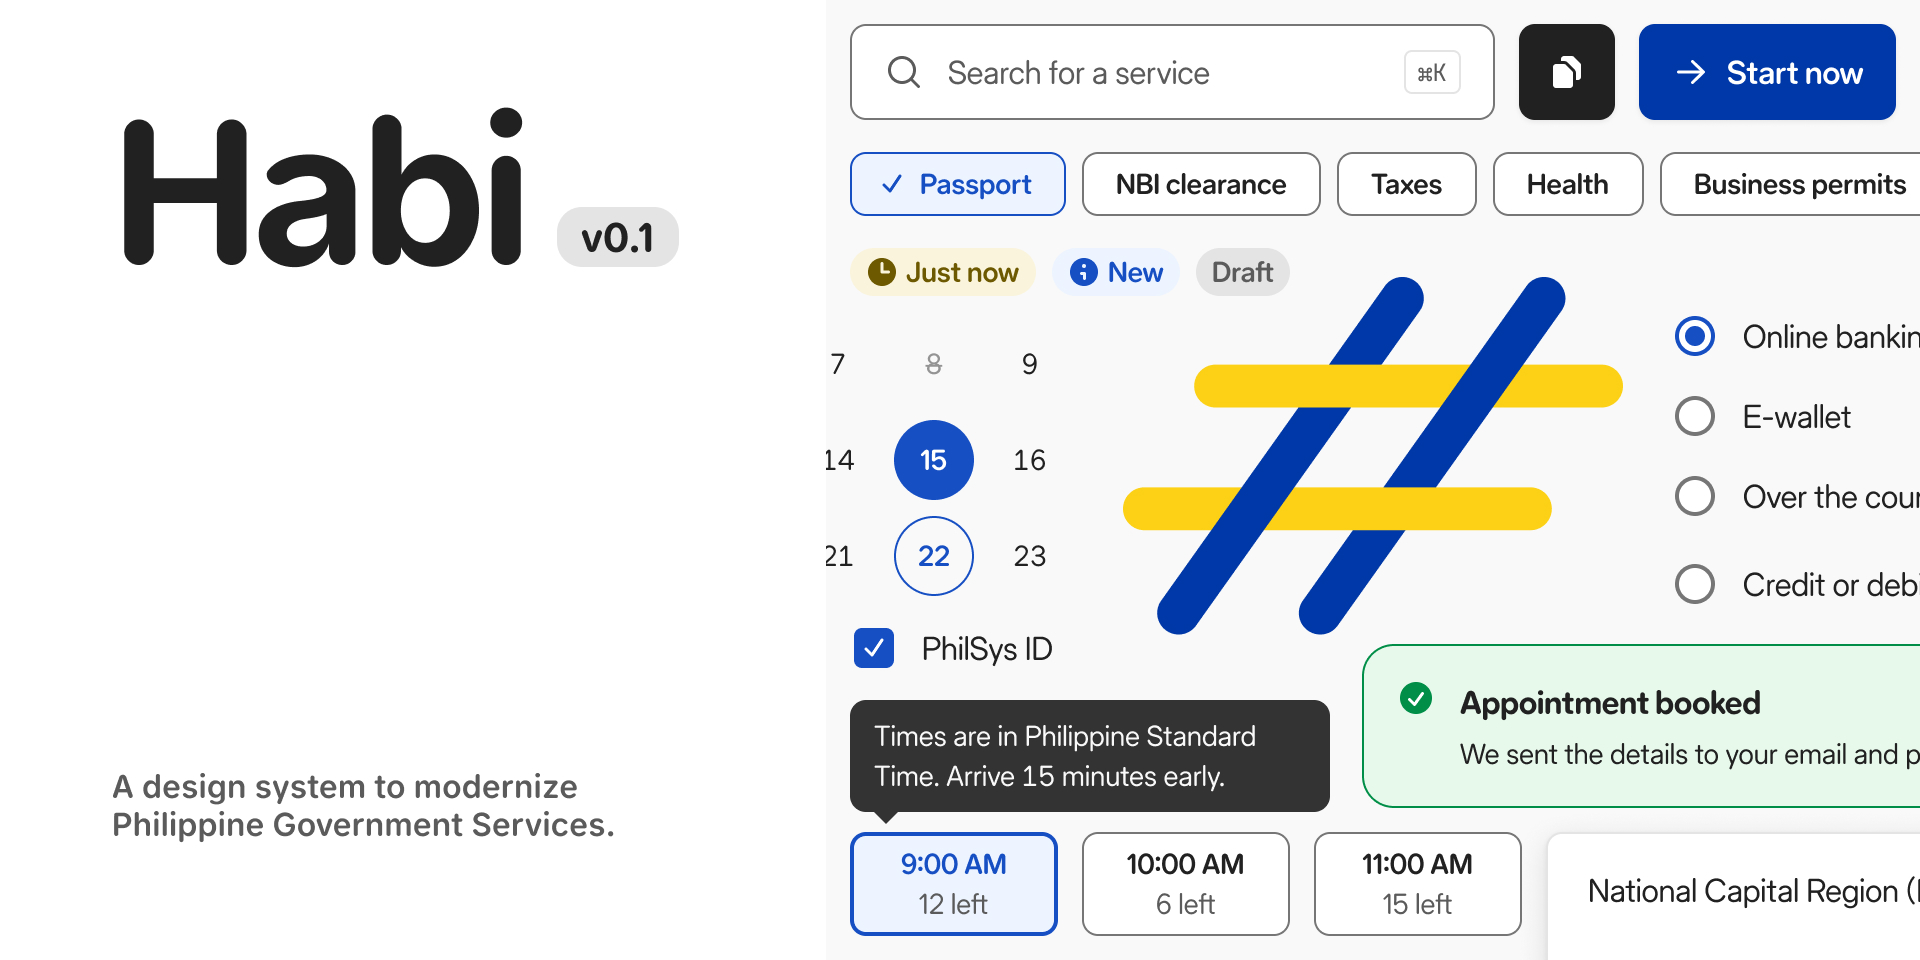 Habi
v0.1
A design system to modernize
Philippine Government Services.
Search for a service
⌘K
Start now
Passport
NBI clearance
Taxes
Health
Business permits
Just now
New
Draft
7 8 9
14 15 16
21 22 23
PhilSys ID
Online bankin
E-wallet
Over the cour
Credit or debi
Times are in Philippine Standard
Time. Arrive 15 minutes early.
Appointment booked
We sent the details to your email and p
9:00 AM
12 left
10:00 AM
6 left
11:00 AM
15 left
National Capital Region (